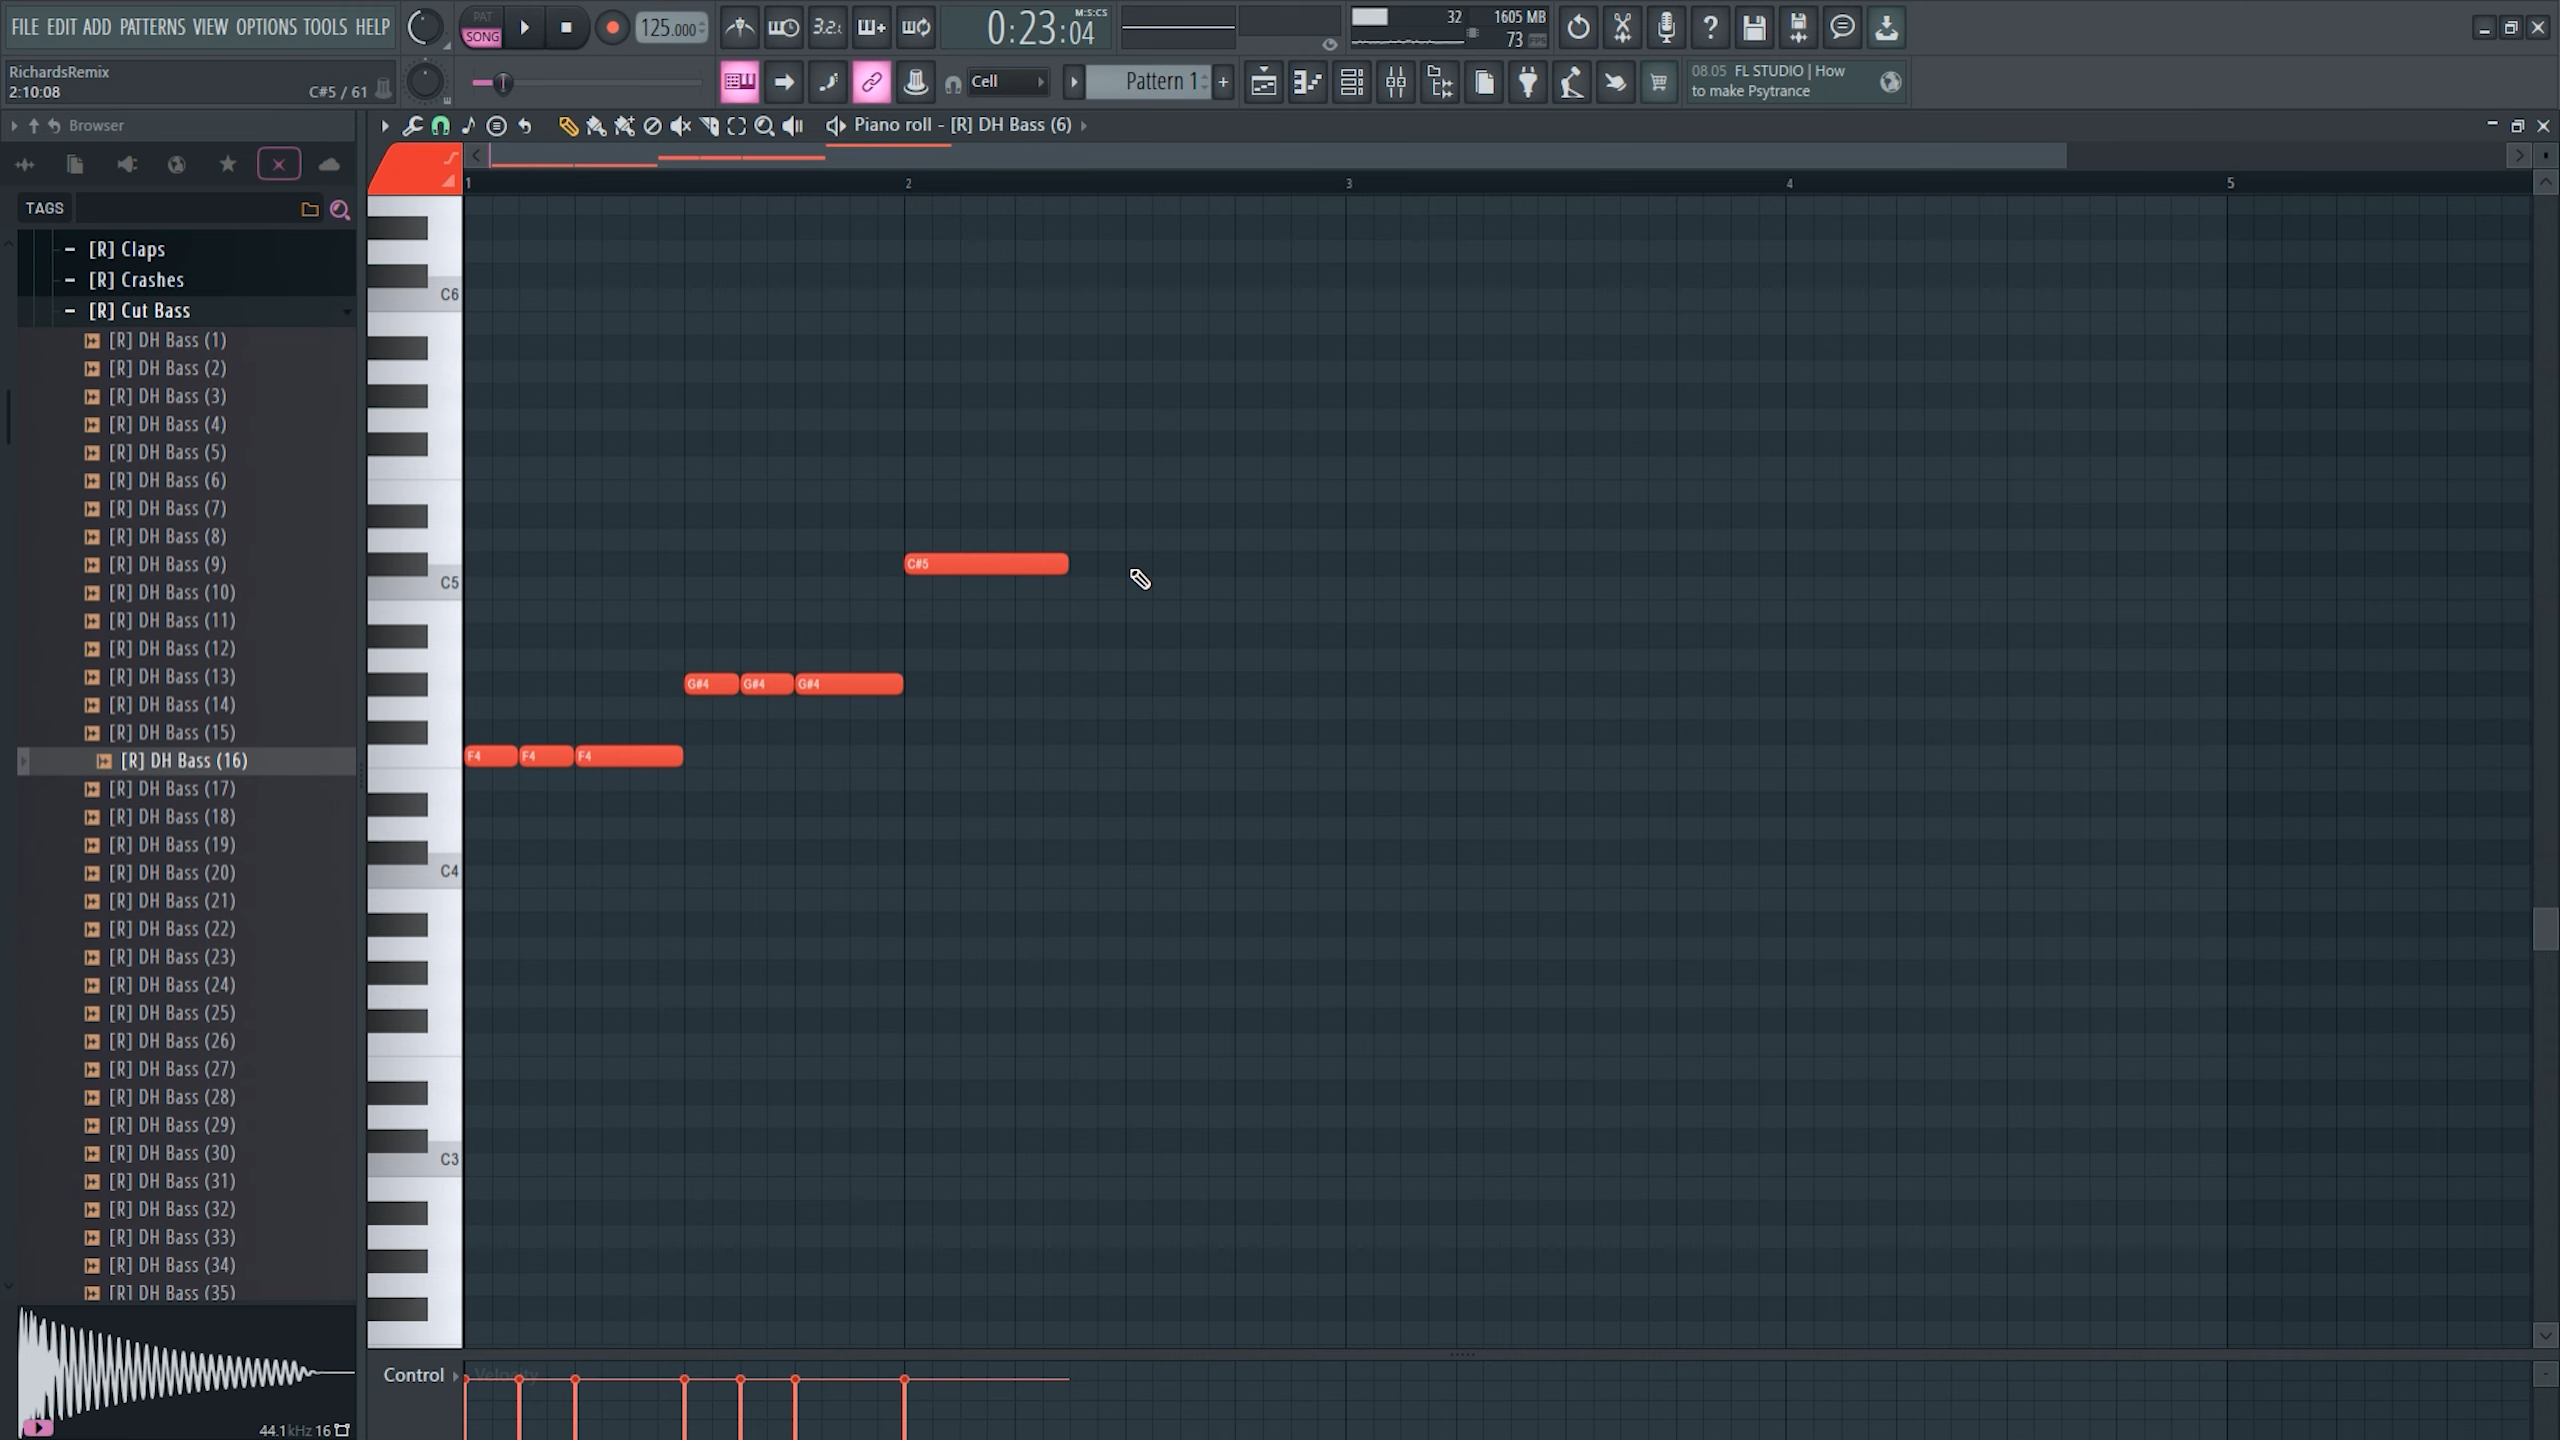 FILE EDIT ADD PATTERNS VIEW OPTIONS TOOLS HELP
PAT
SONG
125.000
3.2.
0:23:04
M:S:CS
32
1605 MB
73
FPS
RichardsRemix
2:10:08
C#5 / 61
Cell
Pattern 1
+
08.05 FL STUDIO | How
to make Psytrance
Browser
Piano roll - [R] DH Bass (6)
TAGS
1
2
3
4
5
[R] Claps
[R] Crashes
[R] Cut Bass
[R] DH Bass (1)
[R] DH Bass (2)
[R] DH Bass (3)
[R] DH Bass (4)
[R] DH Bass (5)
[R] DH Bass (6)
[R] DH Bass (7)
[R] DH Bass (8)
[R] DH Bass (9)
[R] DH Bass (10)
[R] DH Bass (11)
[R] DH Bass (12)
[R] DH Bass (13)
[R] DH Bass (14)
[R] DH Bass (15)
[R] DH Bass (16)
[R] DH Bass (17)
[R] DH Bass (18)
[R] DH Bass (19)
[R] DH Bass (20)
[R] DH Bass (21)
[R] DH Bass (22)
[R] DH Bass (23)
[R] DH Bass (24)
[R] DH Bass (25)
[R] DH Bass (26)
[R] DH Bass (27)
[R] DH Bass (28)
[R] DH Bass (29)
[R] DH Bass (30)
[R] DH Bass (31)
[R] DH Bass (32)
[R] DH Bass (33)
[R] DH Bass (34)
[R] DH Bass (35)
44.1kHz 16
C6
C5
C4
C3
C#5
G#4
G#4
G#4
F4
F4
F4
Control
Velocity